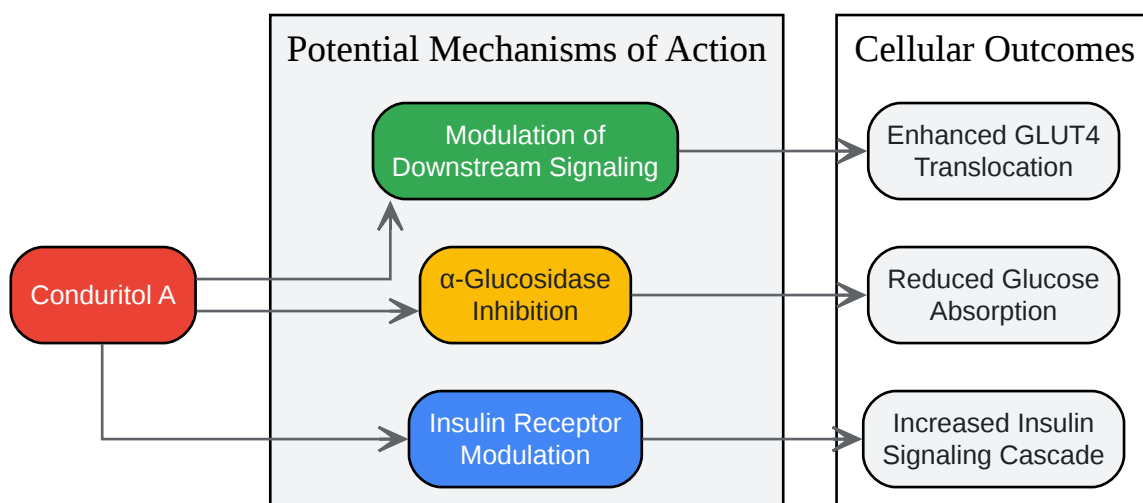 Potential Mechanisms of Action
Cellular Outcomes
Modulation of
Downstream Signaling
Enhanced GLUT4
Translocation
Conduritol A
α-Glucosidase
Inhibition
Reduced Glucose
Absorption
Insulin Receptor
Modulation
Increased Insulin
Signaling Cascade